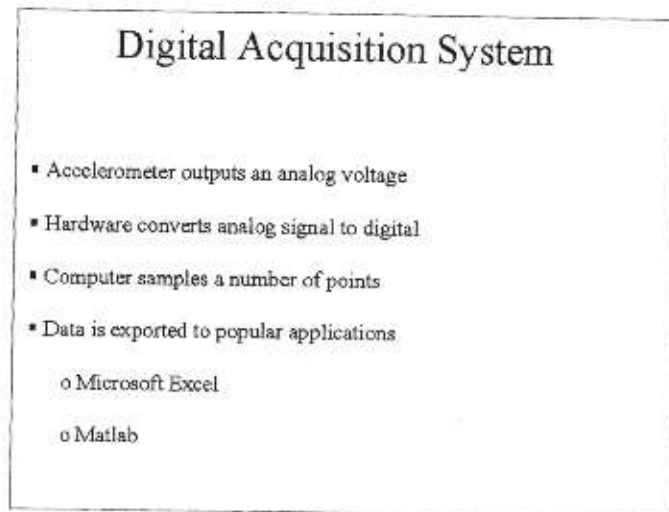 Digital Acquisition System
▪ Accelerometer outputs an analog voltage
▪ Hardware converts analog signal to digital
▪ Computer samples a number of points
▪ Data is exported to popular applications
o Microsoft Excel
o Matlab